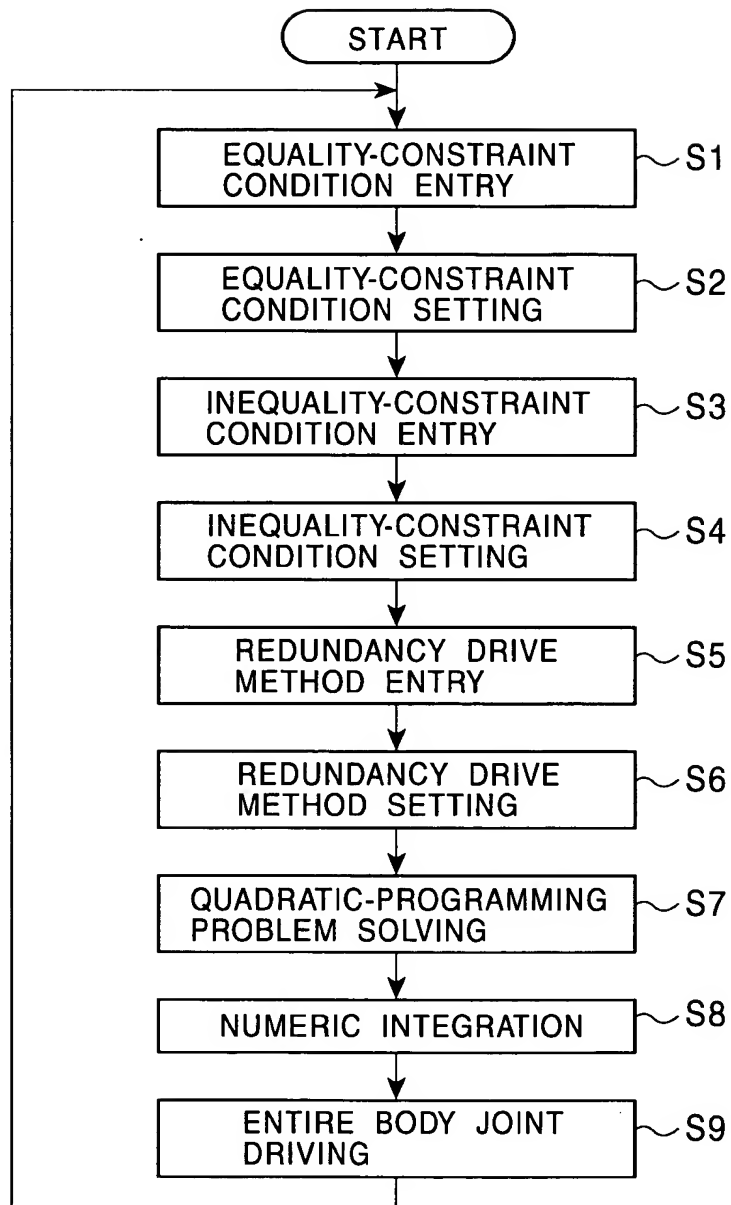 START
EQUALITY-CONSTRAINT
CONDITION ENTRY
S1
EQUALITY-CONSTRAINT
CONDITION SETTING
S2
INEQUALITY-CONSTRAINT
CONDITION ENTRY
S3
INEQUALITY-CONSTRAINT
CONDITION SETTING
S4
REDUNDANCY DRIVE
METHOD ENTRY
S5
REDUNDANCY DRIVE
METHOD SETTING
S6
QUADRATIC-PROGRAMMING
PROBLEM SOLVING
S7
NUMERIC INTEGRATION
S8
ENTIRE BODY JOINT
DRIVING
S9